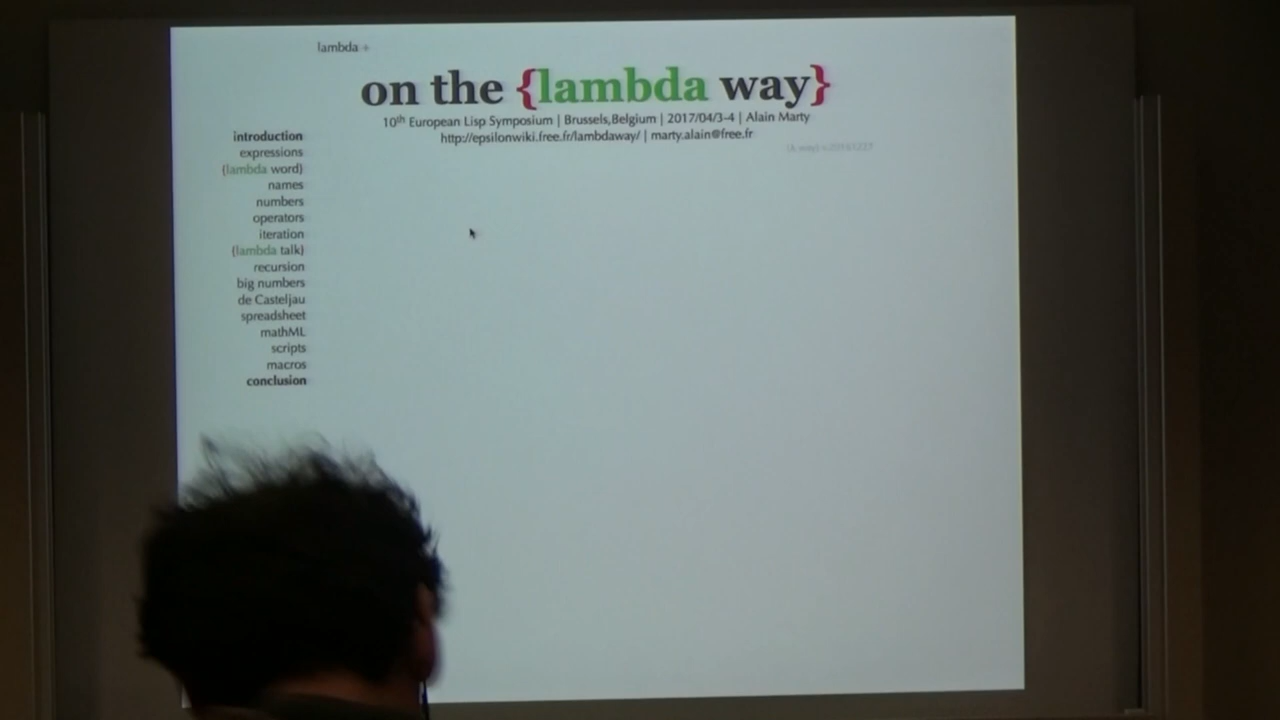 lambda +
on the {lambda way}
10th European Lisp Symposium | Brussels,Belgium | 2017/04/3-4 | Alain Marty
http://epsilonwiki.free.fr/lambdaway/ | marty.alain@free.fr
introduction
expressions
{lambda word}
names
numbers
operators
iteration
{lambda talk}
recursion
big numbers
de Casteljau
spreadsheet
mathML
scripts
macros
conclusion